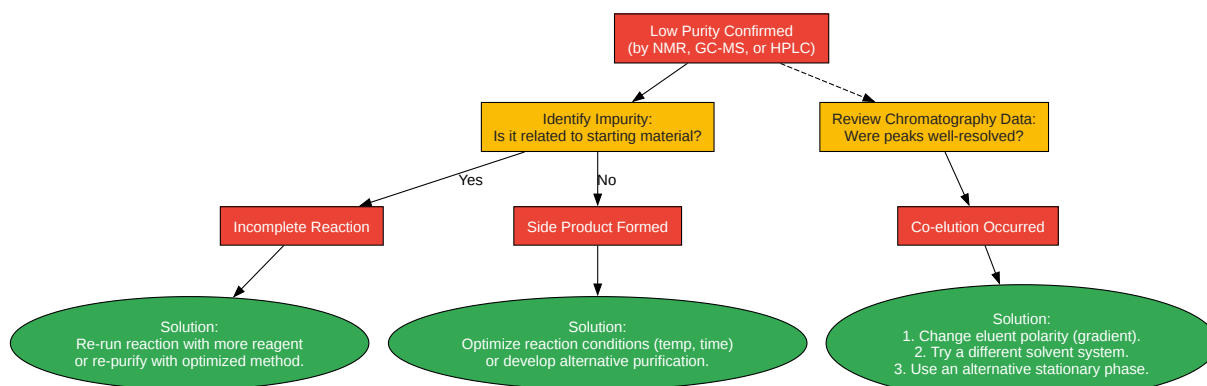 Low Purity Confirmed
(by NMR, GC-MS, or HPLC)
Identify Impurity:
Is it related to starting material?
Review Chromatography Data:
Were peaks well-resolved?
Yes
No
Incomplete Reaction
Side Product Formed
Co-elution Occurred
Solution:
Re-run reaction with more reagent
or re-purify with optimized method.
Solution:
Optimize reaction conditions (temp, time)
or develop alternative purification.
Solution:
1. Change eluent polarity (gradient).
2. Try a different solvent system.
3. Use an alternative stationary phase.